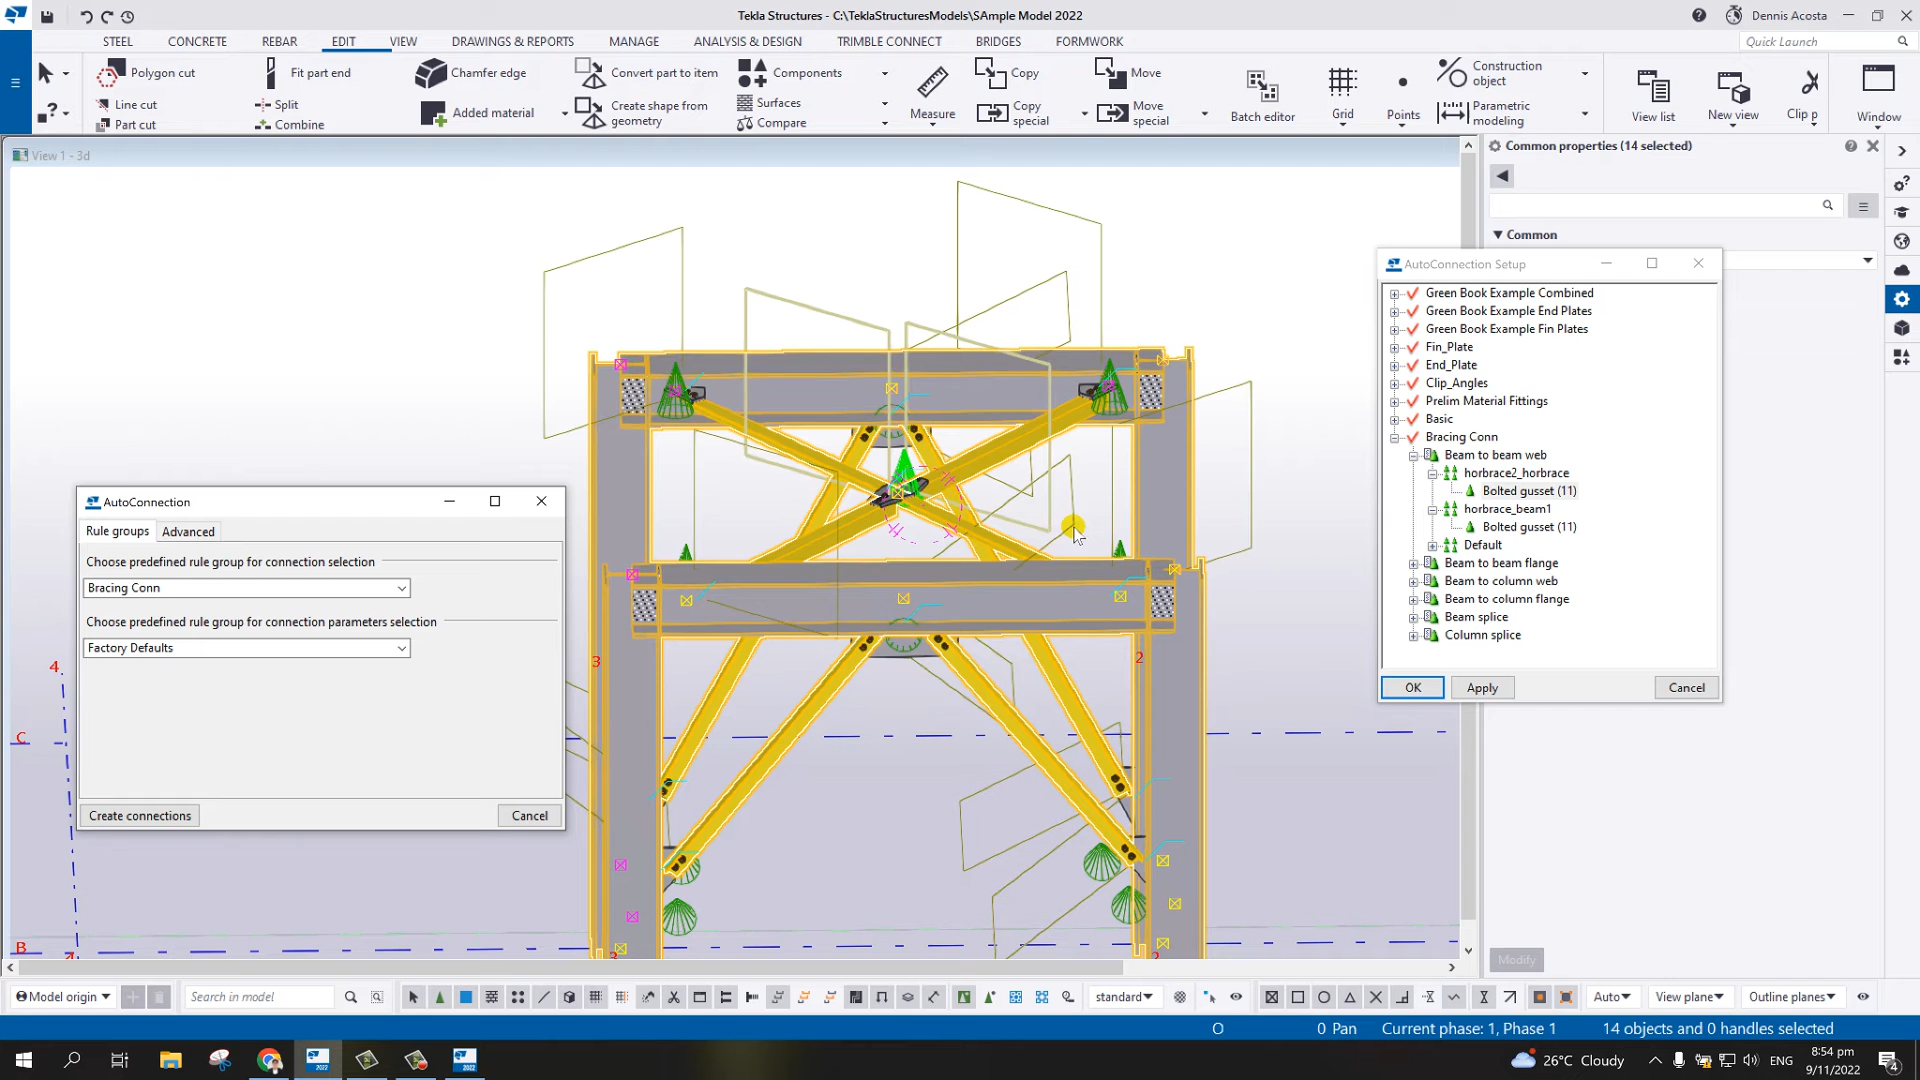 Tekla Structures - C:\TeklaStructuresModels\SAmple Model 2022
Dennis Acosta
STEEL CONCRETE REBAR EDIT VIEW DRAWINGS & REPORTS MANAGE ANALYSIS & DESIGN TRIMBLE CONNECT BRIDGES FORMWORK
Quick Launch
Polygon cut
Line cut
Part cut
Fit part end
Split
Combine
Chamfer edge
Added material
Convert part to item
Create shape from
geometry
Components
Surfaces
Compare
Measure
Copy
Copy
special
Move
Move
special
Batch editor
Grid
Points
Construction
object
Parametric
modeling
View list
New view
Clip p
Window
View 1 - 3d
Common properties (14 selected)
Common
AutoConnection Setup
Green Book Example Combined
Green Book Example End Plates
Green Book Example Fin Plates
Fin_Plate
End_Plate
Clip_Angles
Prelim Material Fittings
Basic
Bracing Conn
Beam to beam web
horbrace2_horbrace
Bolted gusset (11)
horbrace_beam1
Bolted gusset (11)
Default
Beam to beam flange
Beam to column web
Beam to column flange
Beam splice
Column splice
OK
Apply
Cancel
AutoConnection
Rule groups
Advanced
Choose predefined rule group for connection selection
Bracing Conn
Choose predefined rule group for connection parameters selection
Factory Defaults
Create connections
Cancel
4
3
2
C
B
3
2
Modify
Model origin
Search in model
standard
Auto
View plane
Outline planes
O
0 Pan
Current phase: 1, Phase 1
14 objects and 0 handles selected
2022
2022
26°C Cloudy
ENG
8:54 pm
9/11/2022
4